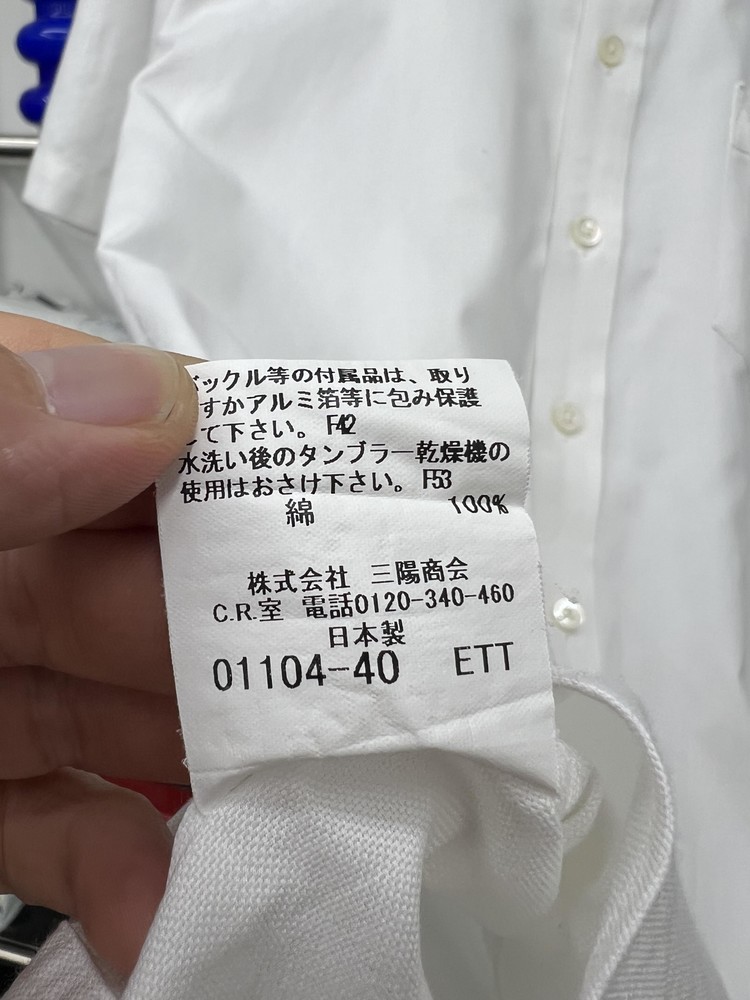 バックル等の付属品は、取り
すかアルミ箔等に包み保護
して下さい。F42
水洗い後のタンブラー乾燥機の
使用はおさけ下さい。F53
綿 100%
株式会社 三陽商会
C.R.室 電話0120-340-460
日本製
01104-40 ETT